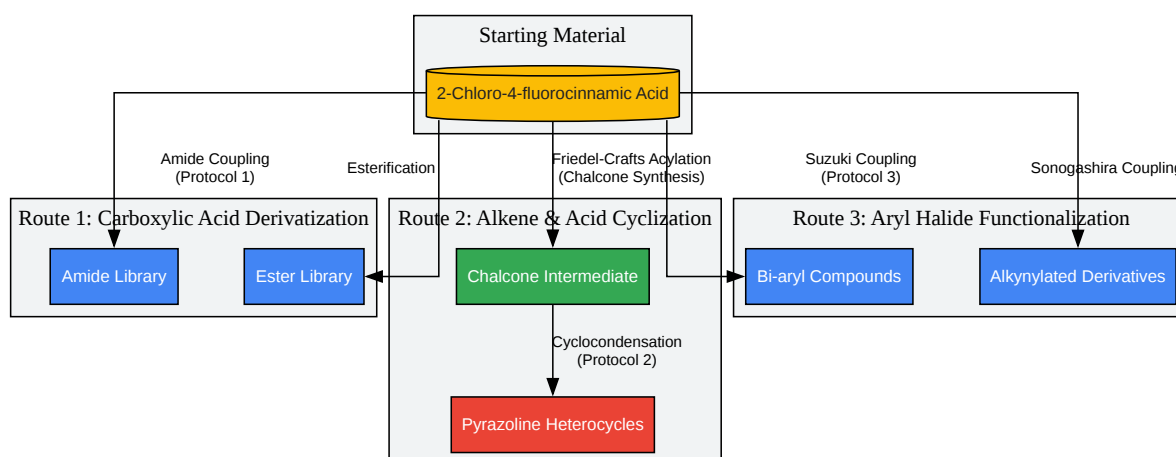 Starting Material
2-Chloro-4-fluorocinnamic Acid
Amide Coupling
(Protocol 1)
Esterification
Friedel-Crafts Acylation
(Chalcone Synthesis)
Suzuki Coupling
(Protocol 3)
Sonogashira Coupling
Route 1: Carboxylic Acid Derivatization
Route 2: Alkene & Acid Cyclization
Route 3: Aryl Halide Functionalization
Amide Library
Ester Library
Chalcone Intermediate
Bi-aryl Compounds
Alkynylated Derivatives
Cyclocondensation
(Protocol 2)
Pyrazoline Heterocycles